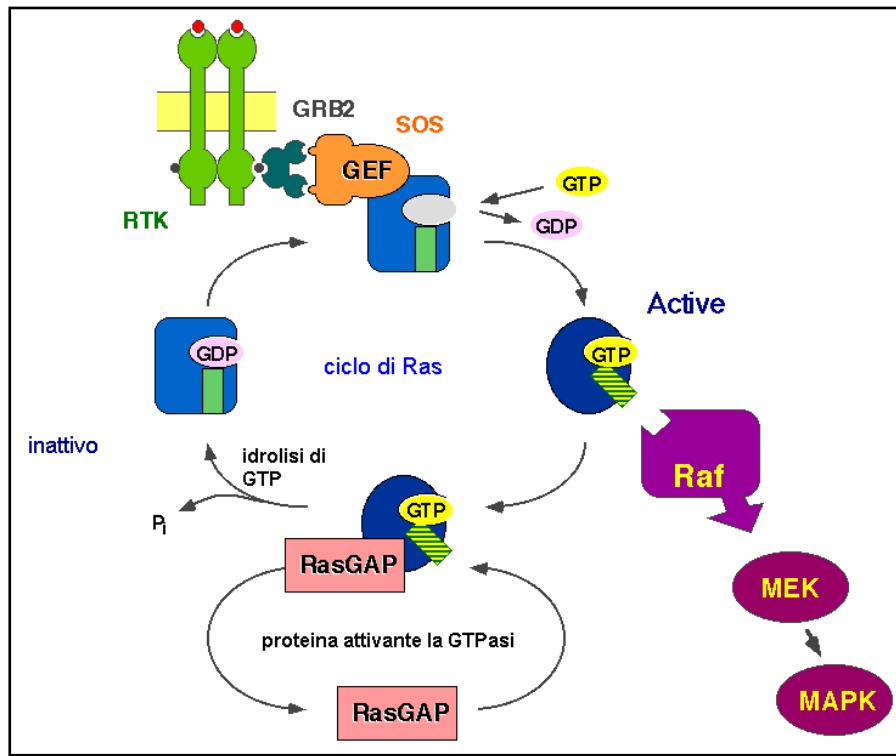 GRB2
SOS
GEF
GTP
GDP
RTK
Active
GDP
GTP
ciclo di Ras
inattivo
idrolisi di
GTP
Raf
Pi
GTP
RasGAP
MEK
proteina attivante la GTPasi
RasGAP
MAPK